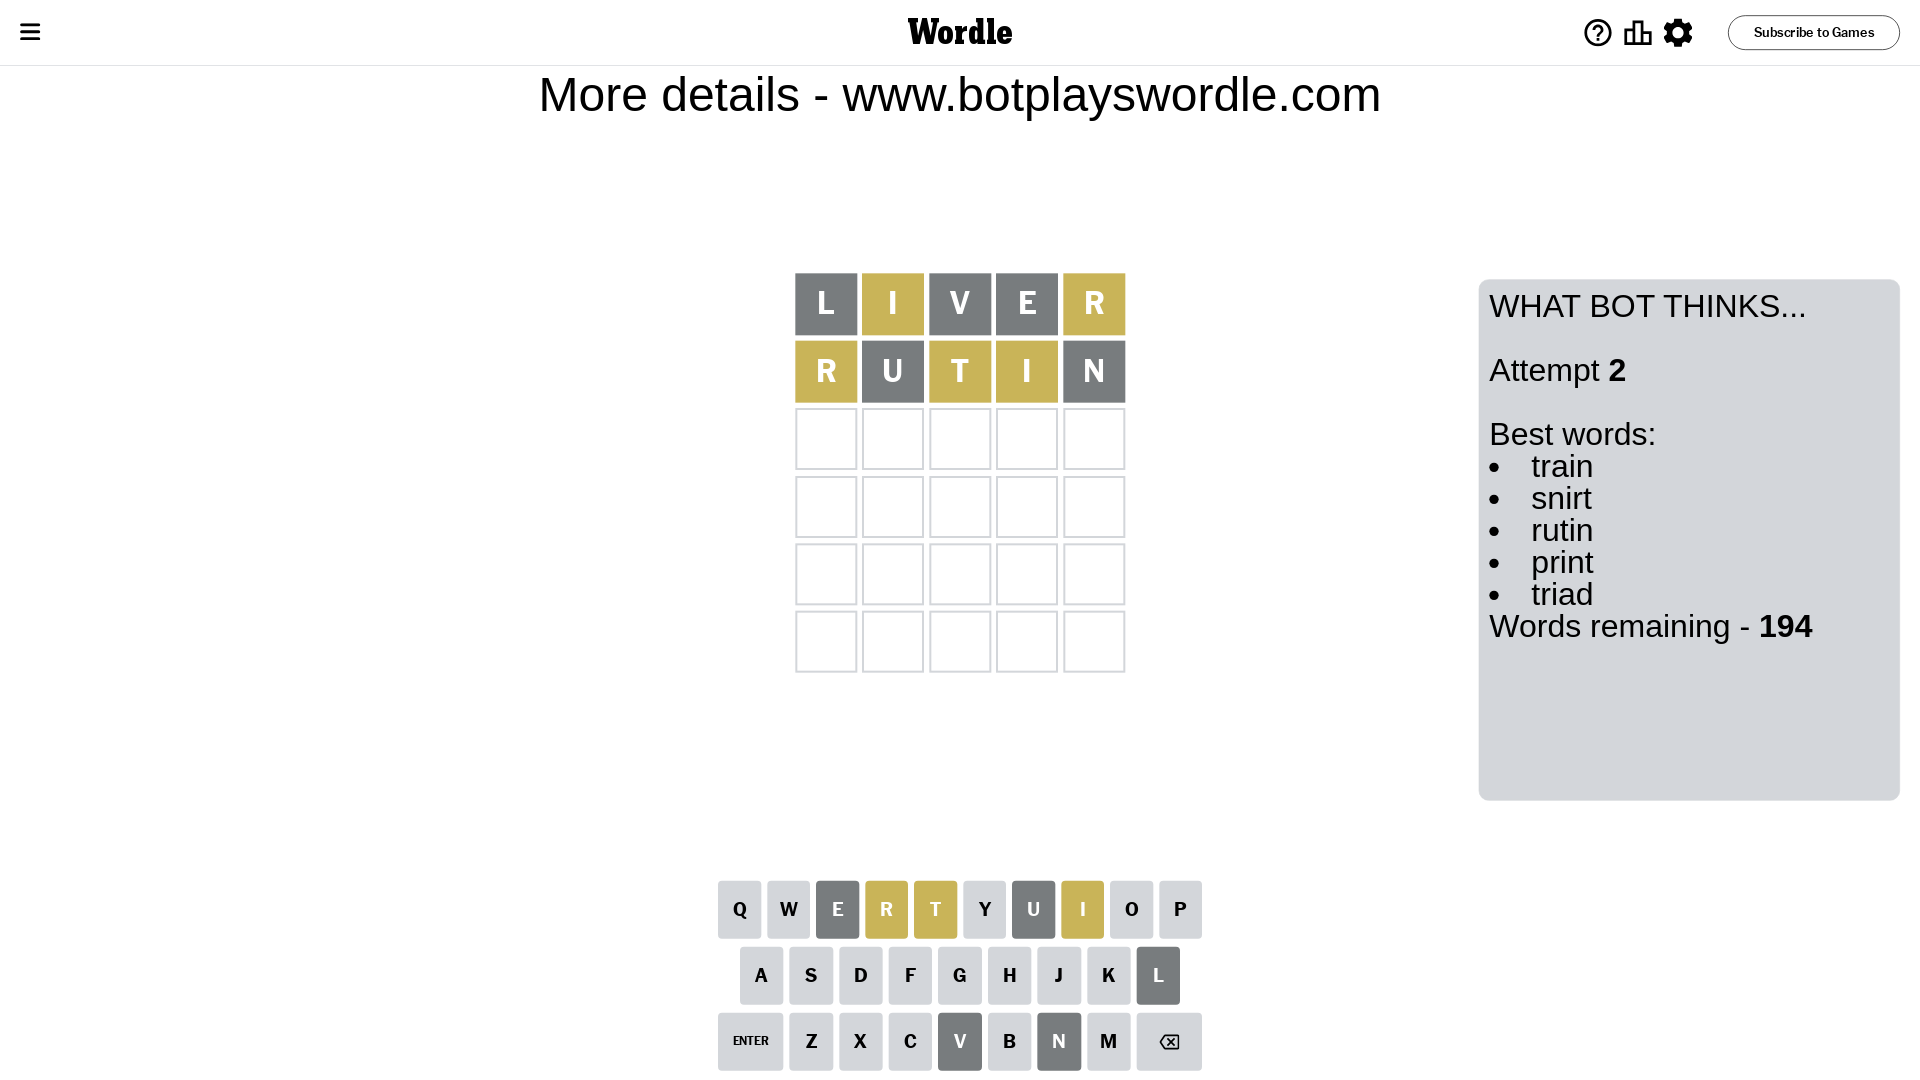 Wordle
Subscribe to Games
More details - www.botplayswordle.com
L I V E R
R U T I N
WHAT BOT THINKS...
Attempt 2
Best words:
• train
• snirt
• rutin
• print
• triad
Words remaining - 194
Q W E R T Y U I O P
A S D F G H J K L
ENTER Z X C V B N M